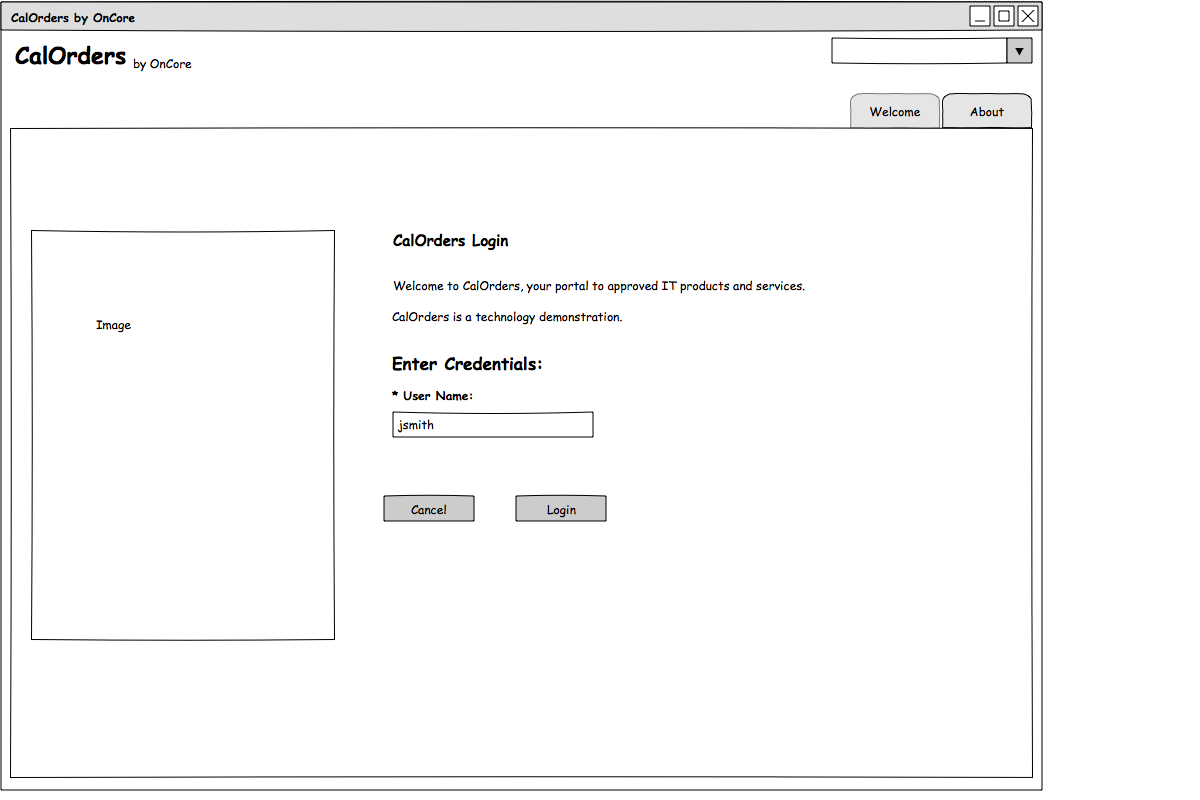 CalOrders by OnCore
CalOrders by OnCore
Welcome
About
Image
CalOrders Login
Welcome to CalOrders, your portal to approved IT products and services.
CalOrders is a technology demonstration.
Enter Credentials:
* User Name:
jsmith
Cancel
Login